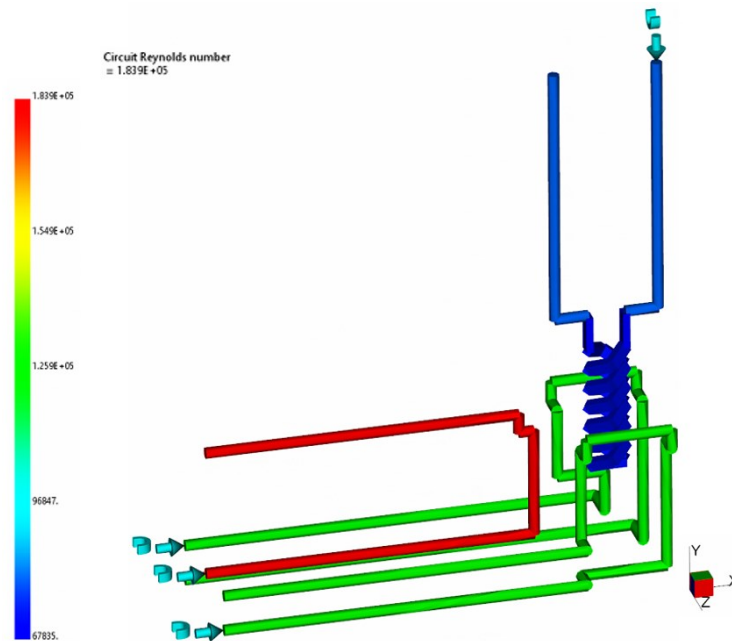 Circuit Reynolds number
= 1.839E+05
1.839E+05
1.549E+05
1.259E+05
96847.
67835.
Y
X
Z